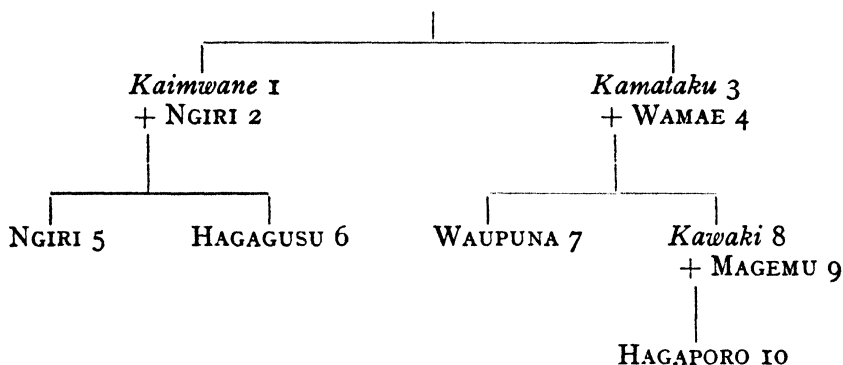 Kaimwane 1 Kamataku 3
+ NGIRI 2 + WAMAE 4
NGIRI 5 HAGAGUSU 6 WAUPUNA 7 Kawaki 8
+ MAGEMU 9
HAGAPORO 10